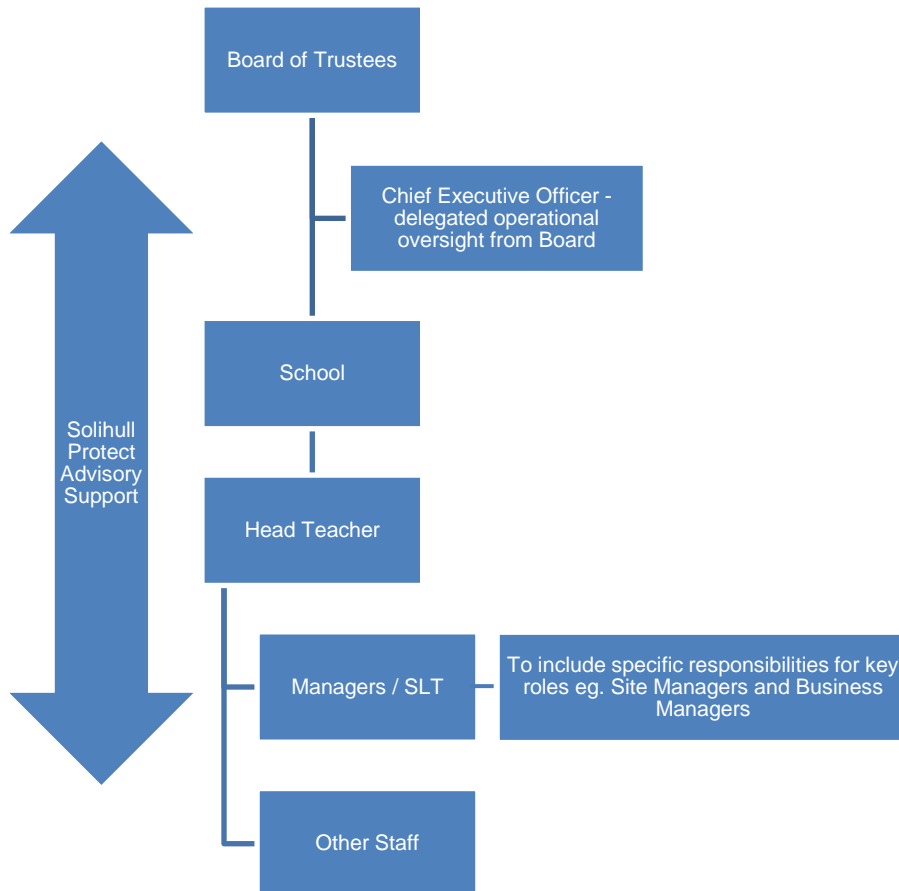 Board of Trustees
Chief Executive Officer -
delegated operational
oversight from Board
School
Solihull
Protect
Advisory
Support
Head Teacher
Managers / SLT
To include specific responsibilities for key
roles eg. Site Managers and Business
Managers
Other Staff